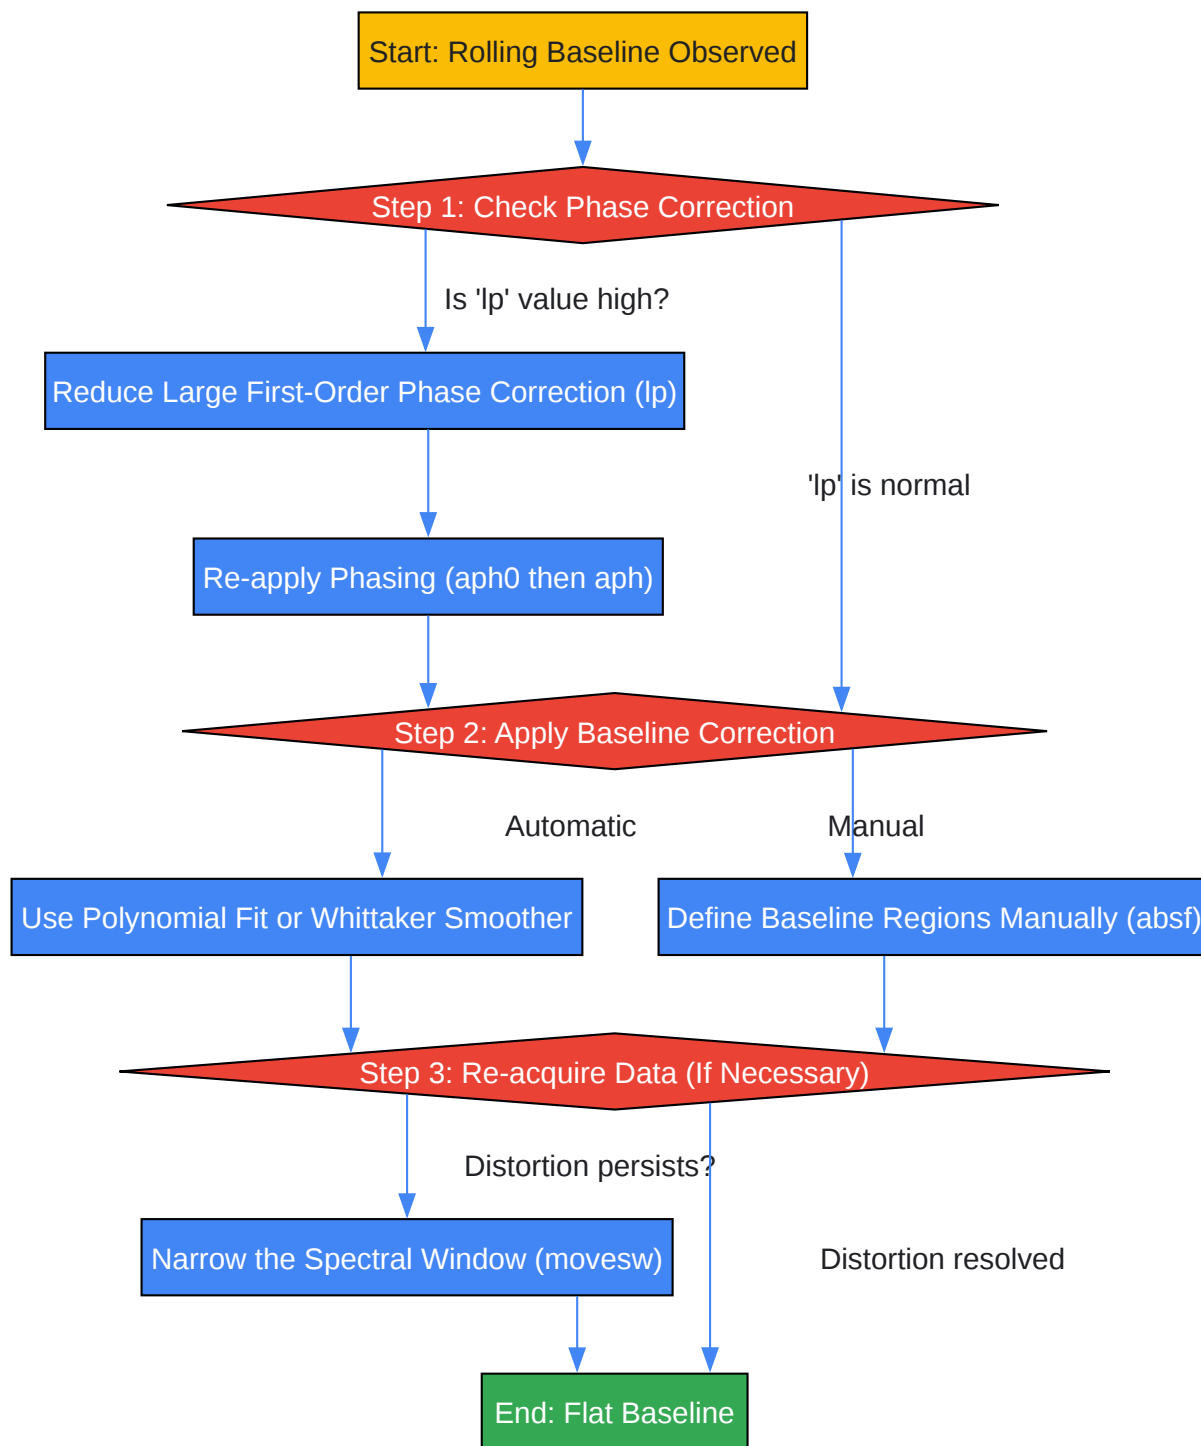 Start: Rolling Baseline Observed
Step 1: Check Phase Correction
Is 'lp' value high?
Reduce Large First-Order Phase Correction (lp)
'lp' is normal
Re-apply Phasing (aph0 then aph)
Step 2: Apply Baseline Correction
Automatic
Manual
Use Polynomial Fit or Whittaker Smoother
Define Baseline Regions Manually (absf)
Step 3: Re-acquire Data (If Necessary)
Distortion persists?
Narrow the Spectral Window (movesw)
Distortion resolved
End: Flat Baseline